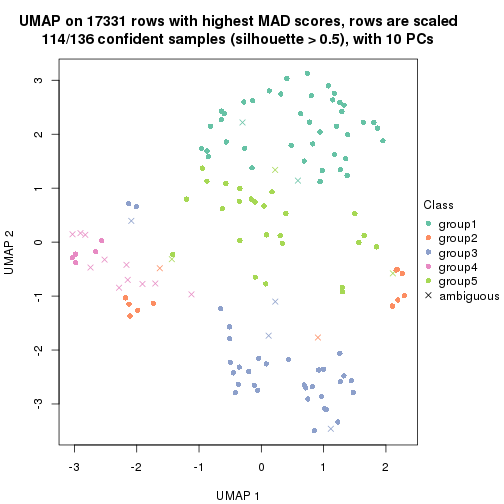 UMAP on 17331 rows with highest MAD scores, rows are scaled
114/136 confident samples (silhouette > 0.5), with 10 PCs
3
2
1
0
-1
-2
-3
UMAP 2
-3
-2
-1
0
1
2
UMAP 1
Class
group1
group2
group3
group4
group5
ambiguous